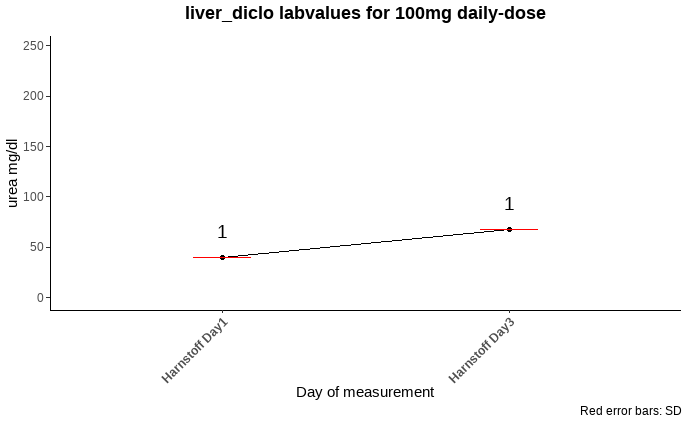 liver_diclo labvalues for 100mg daily-dose
250
200
150
100
50
0
urea mg/dl
1
1
Harnstoff Day1
Harnstoff Day3
Day of measurement
Red error bars: SD